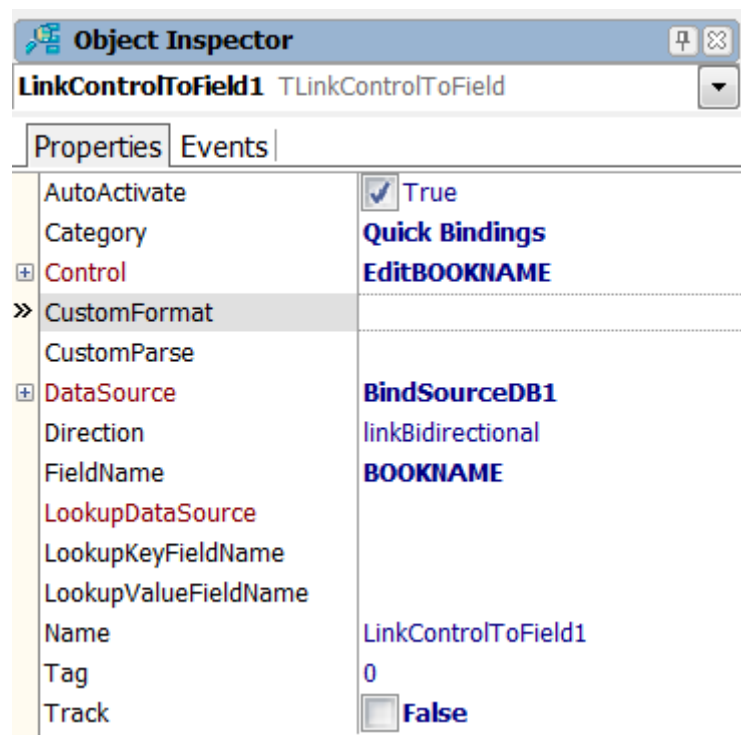 Object Inspector
LinkControlToField1 TLinkControlToField
Properties Events
AutoActivate True
Category Quick Bindings
Control EditBOOKNAME
CustomFormat
CustomParse
DataSource BindSourceDB1
Direction linkBidirectional
FieldName BOOKNAME
LookupDataSource
LookupKeyFieldName
LookupValueFieldName
Name LinkControlToField1
Tag 0
Track False